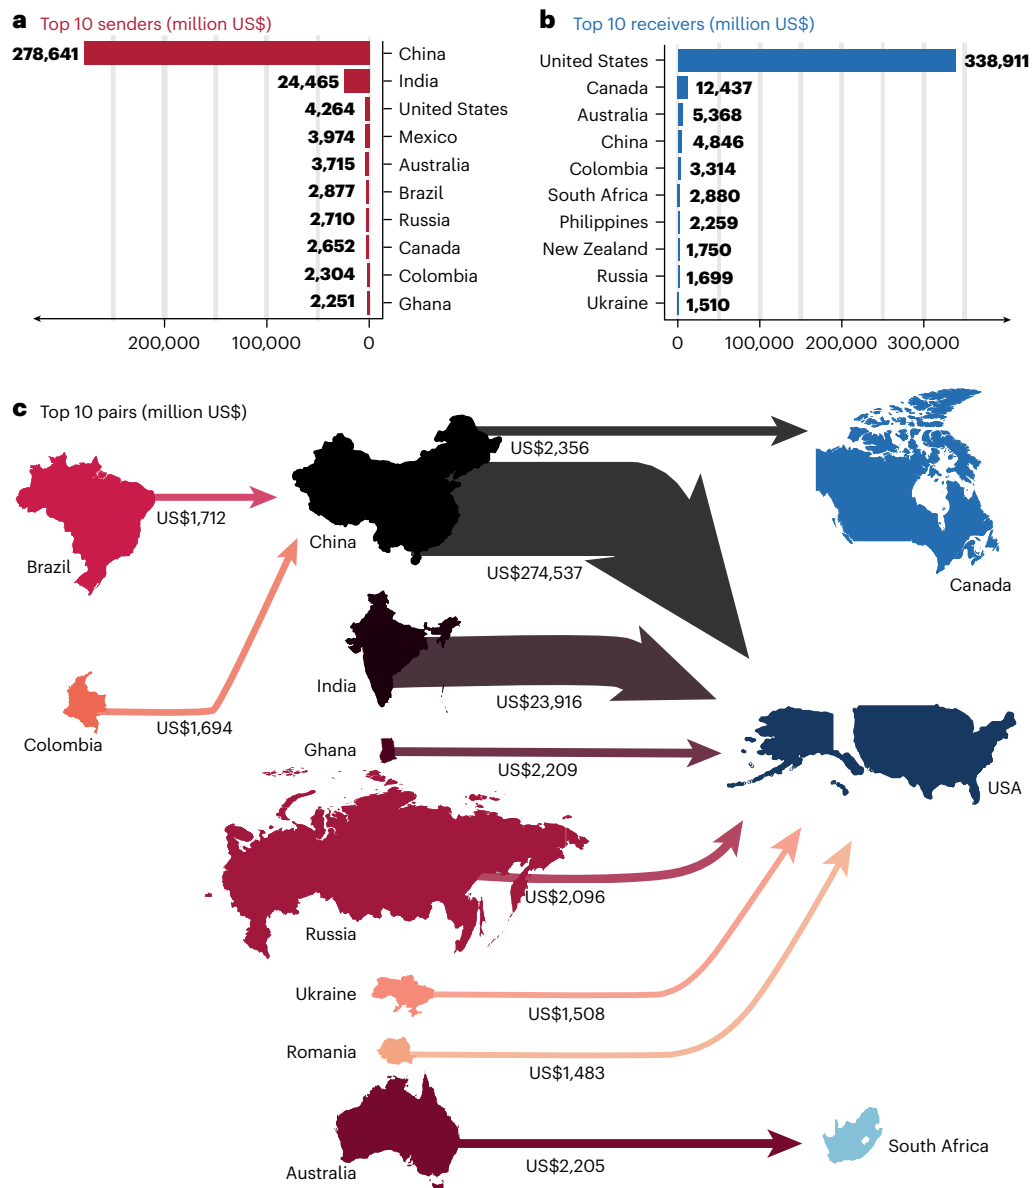 a Top 10 senders (million US$)
278,641 China
24,465 India
4,264 United States
3,974 Mexico
3,715 Australia
2,877 Brazil
2,710 Russia
2,652 Canada
2,304 Colombia
2,251 Ghana
200,000 100,000 0
b Top 10 receivers (million US$)
United States 338,911
Canada 12,437
Australia 5,368
China 4,846
Colombia 3,314
South Africa 2,880
Philippines 2,259
New Zealand 1,750
Russia 1,699
Ukraine 1,510
0 100,000 200,000 300,000
c Top 10 pairs (million US$)
US$2,356
US$1,712
China
Brazil
US$274,537
Canada
India
US$23,916
US$1,694
Colombia
Ghana
US$2,209
USA
US$2,096
Russia
Ukraine
US$1,508
Romania
US$1,483
South Africa
US$2,205
Australia